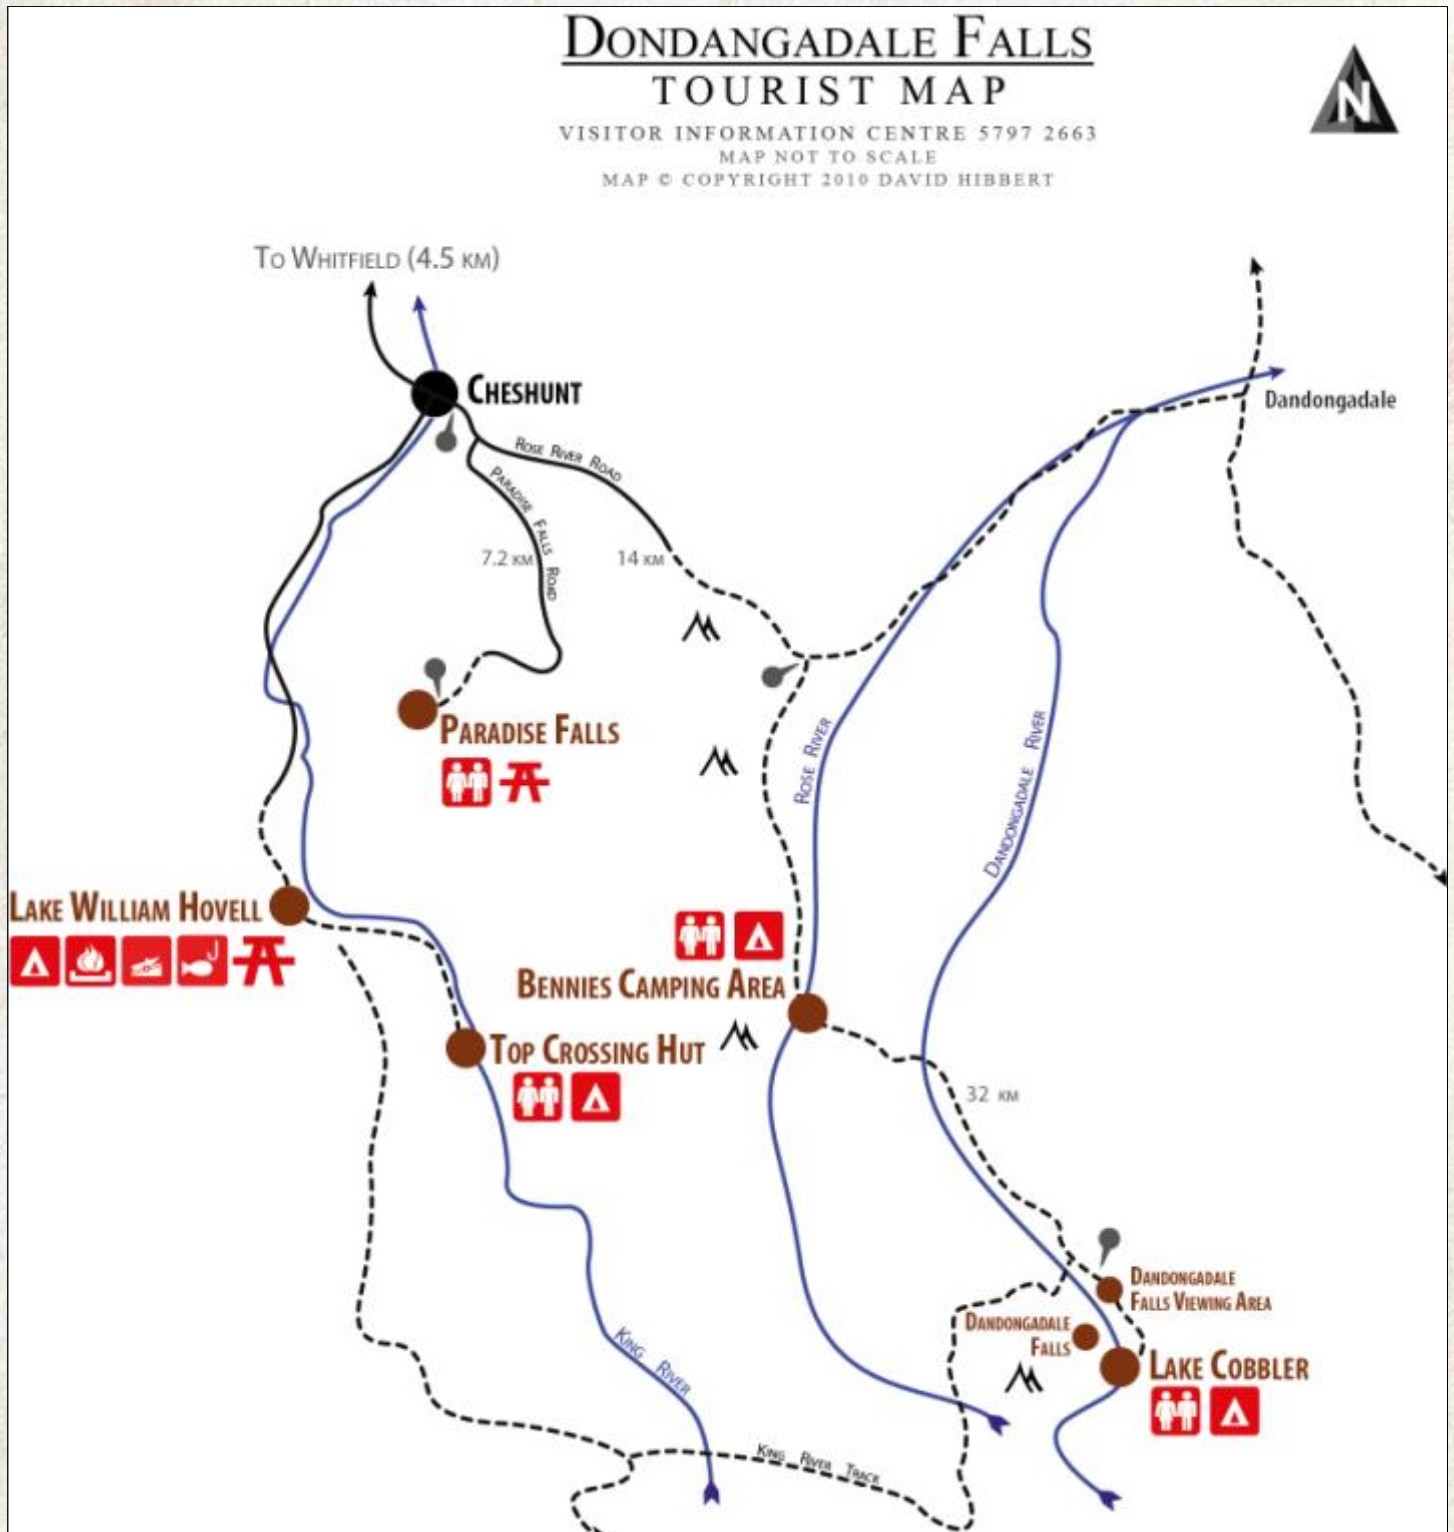 DONDANGADALE FALLS
TOURIST MAP
VISITOR INFORMATION CENTRE 5797 2663
MAP NOT TO SCALE
MAP © COPYRIGHT 2010 DAVID HIBBERT
N
TO WHITFIELD (4.5 KM)
CHESHUNT
Dandongadale
ROSE RIVER ROAD
PARADISE FALLS ROAD
7.2 KM
14 KM
PARADISE FALLS
ROSE RIVER
DANDONGADALE RIVER
LAKE WILLIAM HOVELL
BENNIES CAMPING AREA
TOP CROSSING HUT
32 KM
DANDONGADALE
FALLS VIEWING AREA
DANDONGADALE
FALLS
LAKE COBBLER
KING RIVER
KING RIVER TRACK